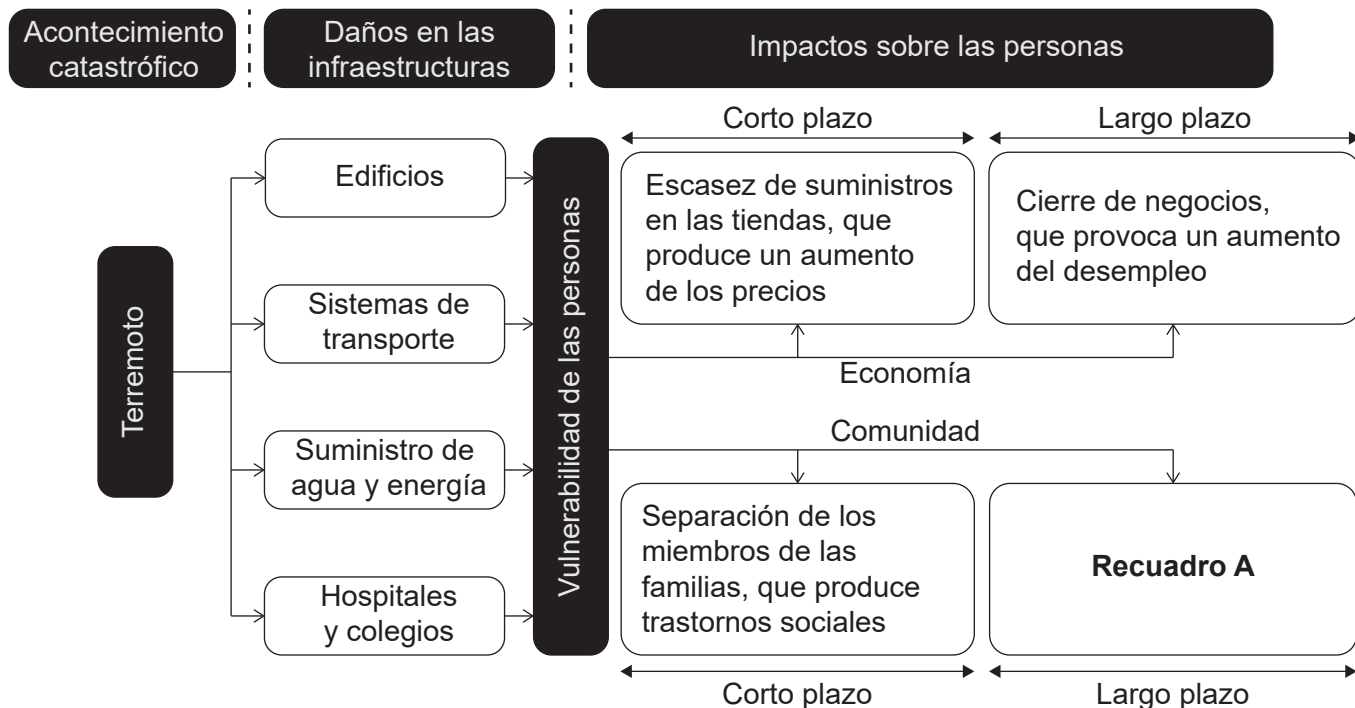 Acontecimiento
catastrófico
Daños en las
infraestructuras
Impactos sobre las personas
Terremoto
Edificios
Sistemas de
transporte
Suministro de
agua y energía
Hospitales
y colegios
Vulnerabilidad de las personas
Corto plazo
Largo plazo
Escasez de suministros
en las tiendas, que
produce un aumento
de los precios
Cierre de negocios,
que provoca un aumento
del desempleo
Economía
Comunidad
Separación de los
miembros de las
familias, que produce
trastornos sociales
Recuadro A
Corto plazo
Largo plazo